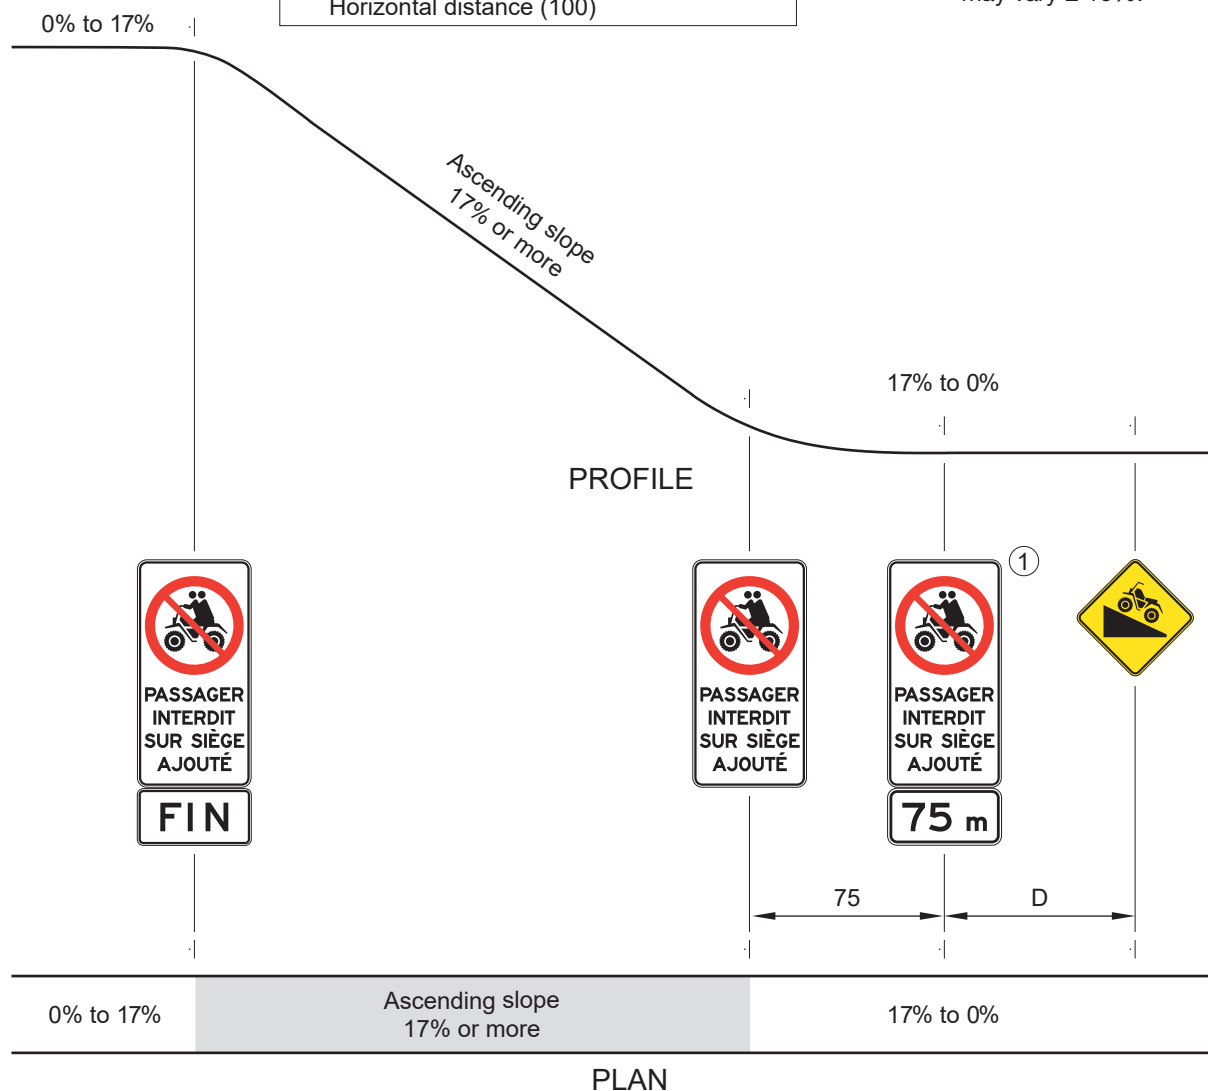 Horizontal distance (100)
0% to 17%
Ascending slope
17% or more
17% to 0%
PROFILE
1
PASSAGER
INTERDIT
SUR SIÈGE
AJOUTÉ
FIN
PASSAGER
INTERDIT
SUR SIÈGE
AJOUTÉ
PASSAGER
INTERDIT
SUR SIÈGE
AJOUTÉ
75 m
75
D
0% to 17%
Ascending slope
17% or more
17% to 0%
PLAN